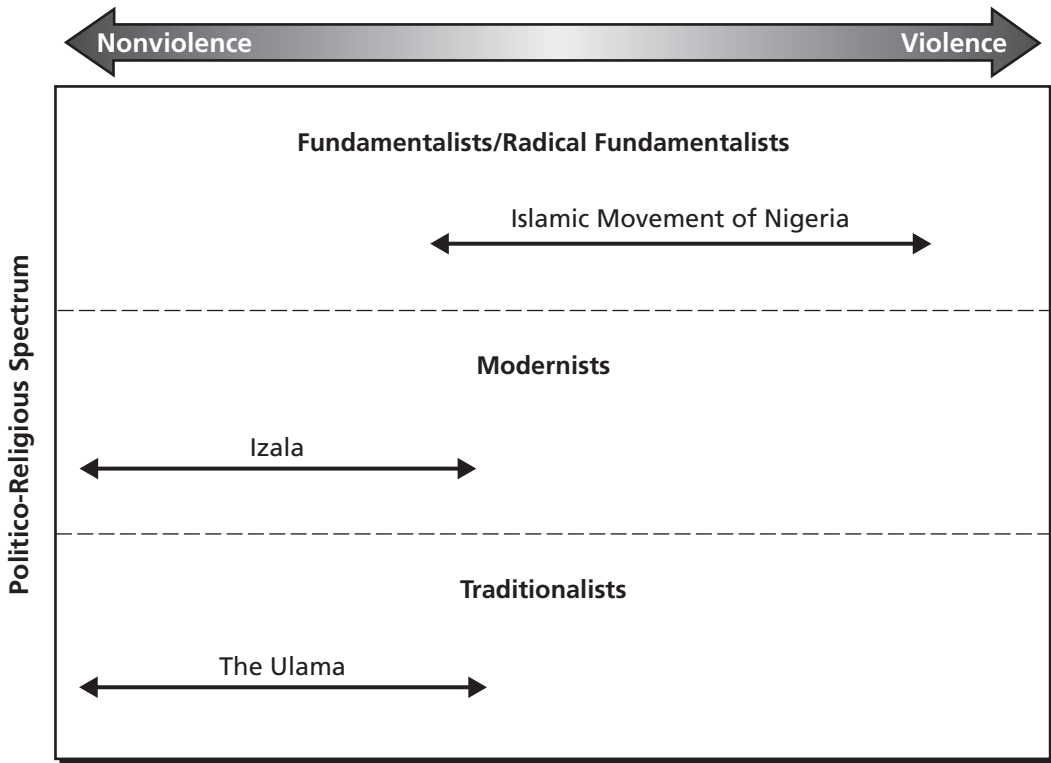 Nonviolence
Violence
Fundamentalists/Radical Fundamentalists
Islamic Movement of Nigeria
Politico-Religious Spectrum
Modernists
Izala
Traditionalists
The Ulama